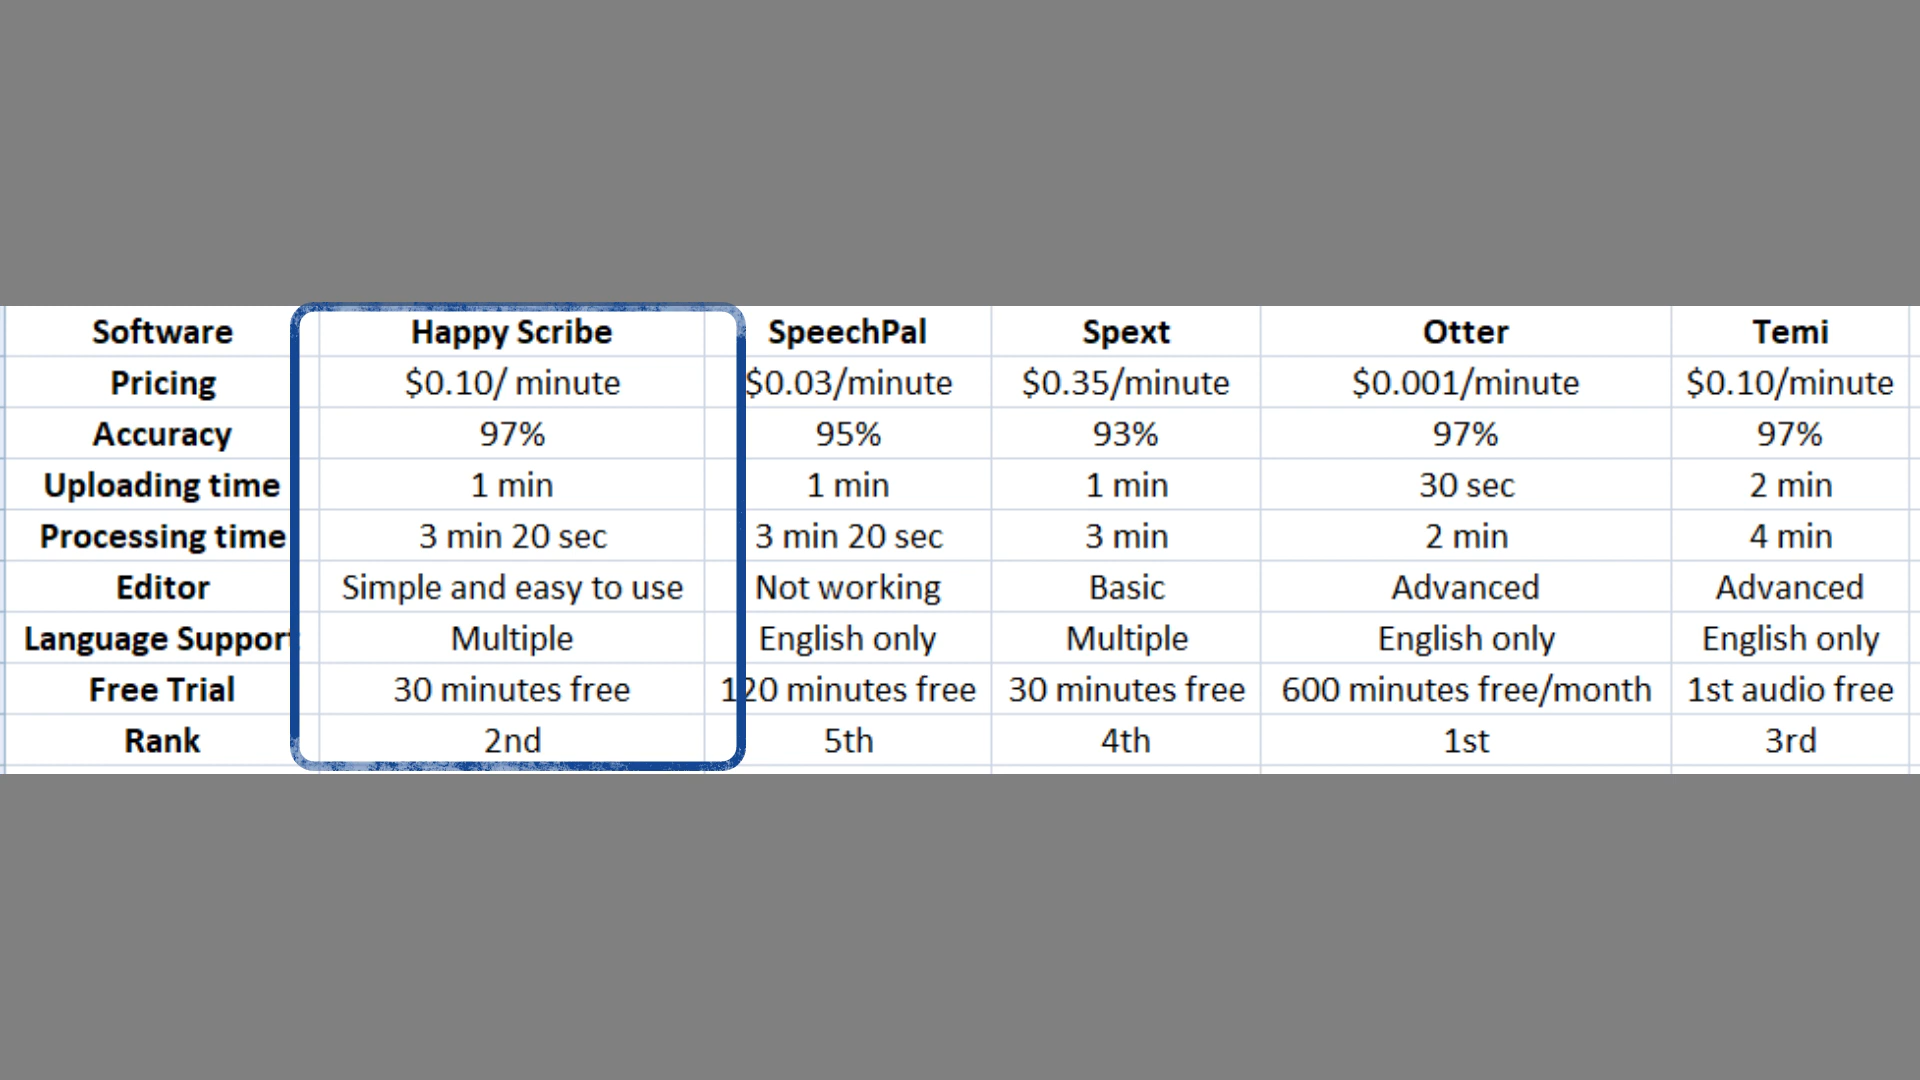 Software Happy Scribe SpeechPal Spext Otter Temi
Pricing $0.10/ minute $0.03/minute $0.35/minute $0.001/minute $0.10/minute
Accuracy 97% 95% 93% 97% 97%
Uploading time 1 min 1 min 1 min 30 sec 2 min
Processing time 3 min 20 sec 3 min 20 sec 3 min 2 min 4 min
Editor Simple and easy to use Not working Basic Advanced Advanced
Language Support Multiple English only Multiple English only English only
Free Trial 30 minutes free 120 minutes free 30 minutes free 600 minutes free/month 1st audio free
Rank 2nd 5th 4th 1st 3rd